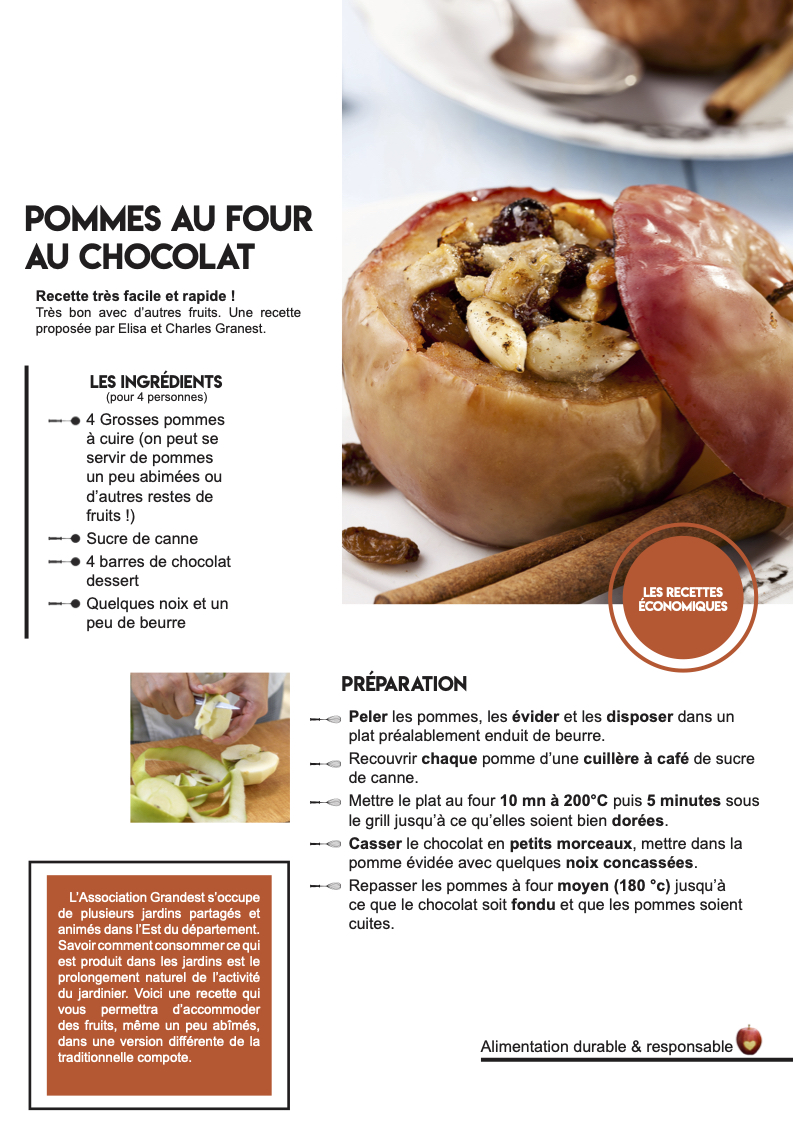 POMMES AU FOUR
AU CHOCOLAT
Recette très facile et rapide !
Très bon avec d'autres fruits. Une recette
proposée par Elisa et Charles Granest.
LES INGRÉDIENTS
(pour 4 personnes)
4 Grosses pommes
à cuire (on peut se
servir de pommes
un peu abimées ou
d'autres restes de
fruits !)
Sucre de canne
4 barres de chocolat
dessert
Quelques noix et un
peu de beurre
LES RECETTES
ÉCONOMIQUES
PRÉPARATION
Peler les pommes, les évider et les disposer dans un
plat préalablement enduit de beurre.
Recouvrir chaque pomme d'une cuillère à café de sucre
de canne.
Mettre le plat au four 10 mn à 200°C puis 5 minutes sous
le grill jusqu'à ce qu'elles soient bien dorées.
Casser le chocolat en petits morceaux, mettre dans la
pomme évidée avec quelques noix concassées.
Repasser les pommes à four moyen (180 °c) jusqu'à
ce que le chocolat soit fondu et que les pommes soient
cuites.
L'Association Grandest s'occupe
de plusieurs jardins partagés et
animés dans l'Est du département.
Savoir comment consommer ce qui
est produit dans les jardins est le
prolongement naturel de l'activité
du jardinier. Voici une recette qui
vous permettra d'accommoder
des fruits, même un peu abîmés,
dans une version différente de la
traditionnelle compote.
Alimentation durable & responsable